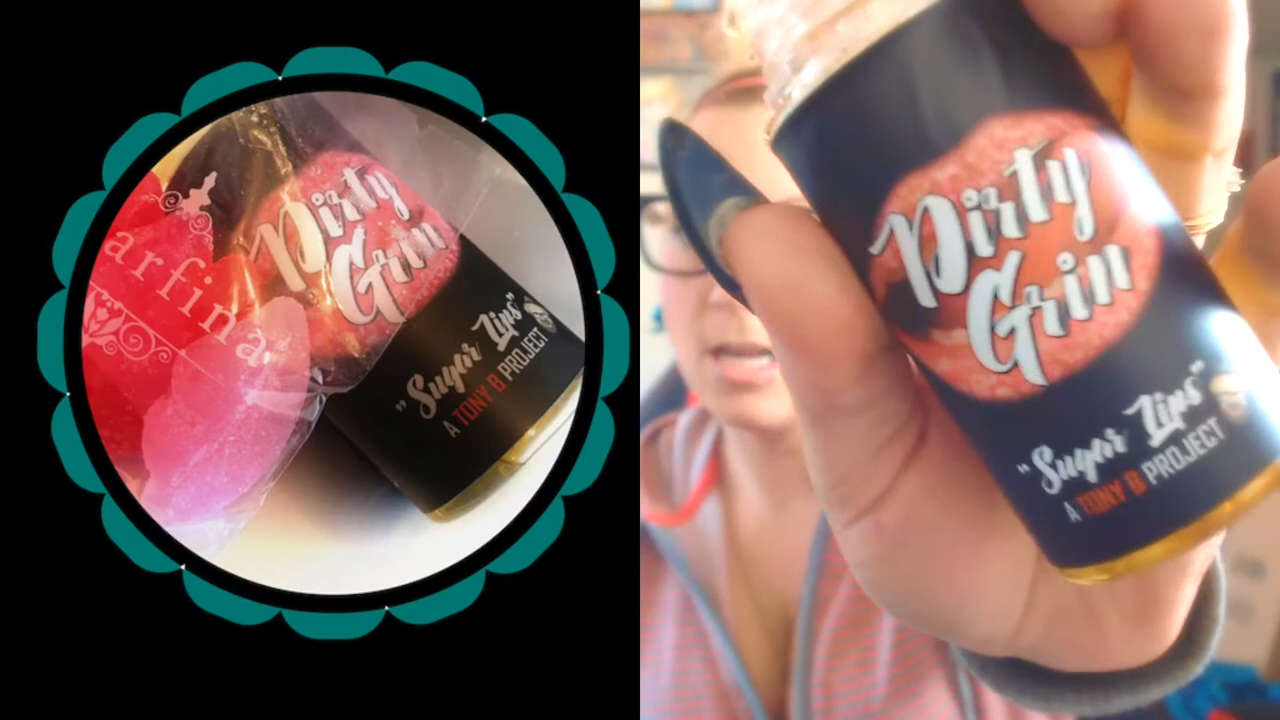 arfina
Dirty
Grin
"Sugar Lips"
A TONY B PROJECT
Dirty
Grin
"Sugar Lips"
A TONY B PROJECT